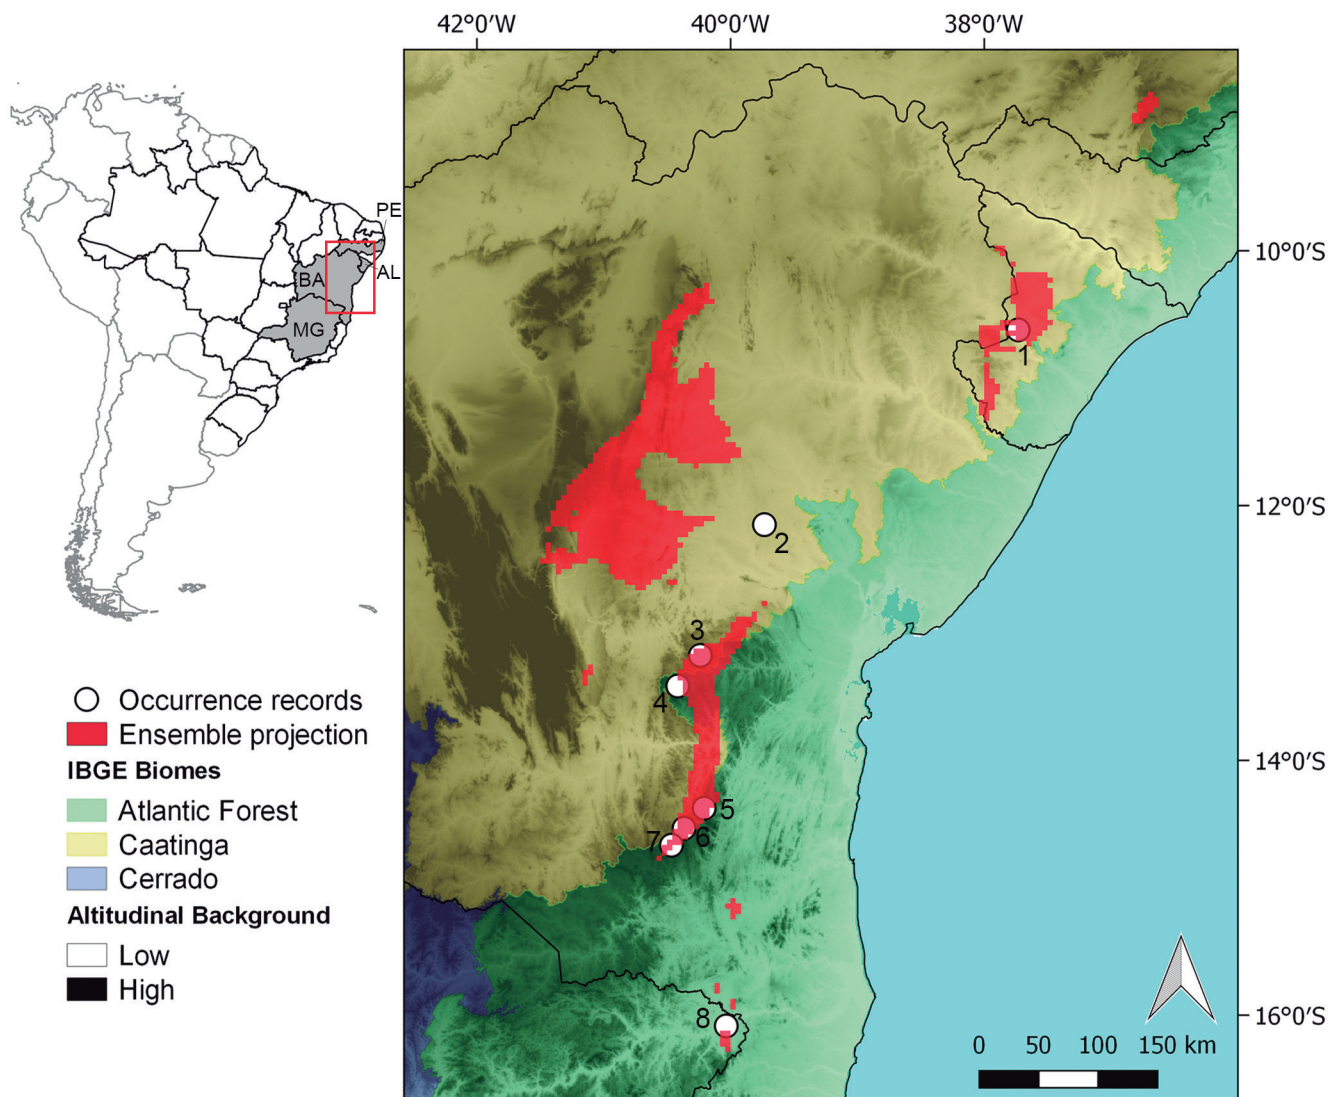 42°0′W 40°0′W 38°0′W
PE
BA
AL
MG
10°0′S
1
12°0′S
2
3
4
14°0′S
5
6
7
16°0′S
8
Occurrence records
Ensemble projection
IBGE Biomes
Atlantic Forest
Caatinga
Cerrado
Altitudinal Background
Low
High
0 50 100 150 km